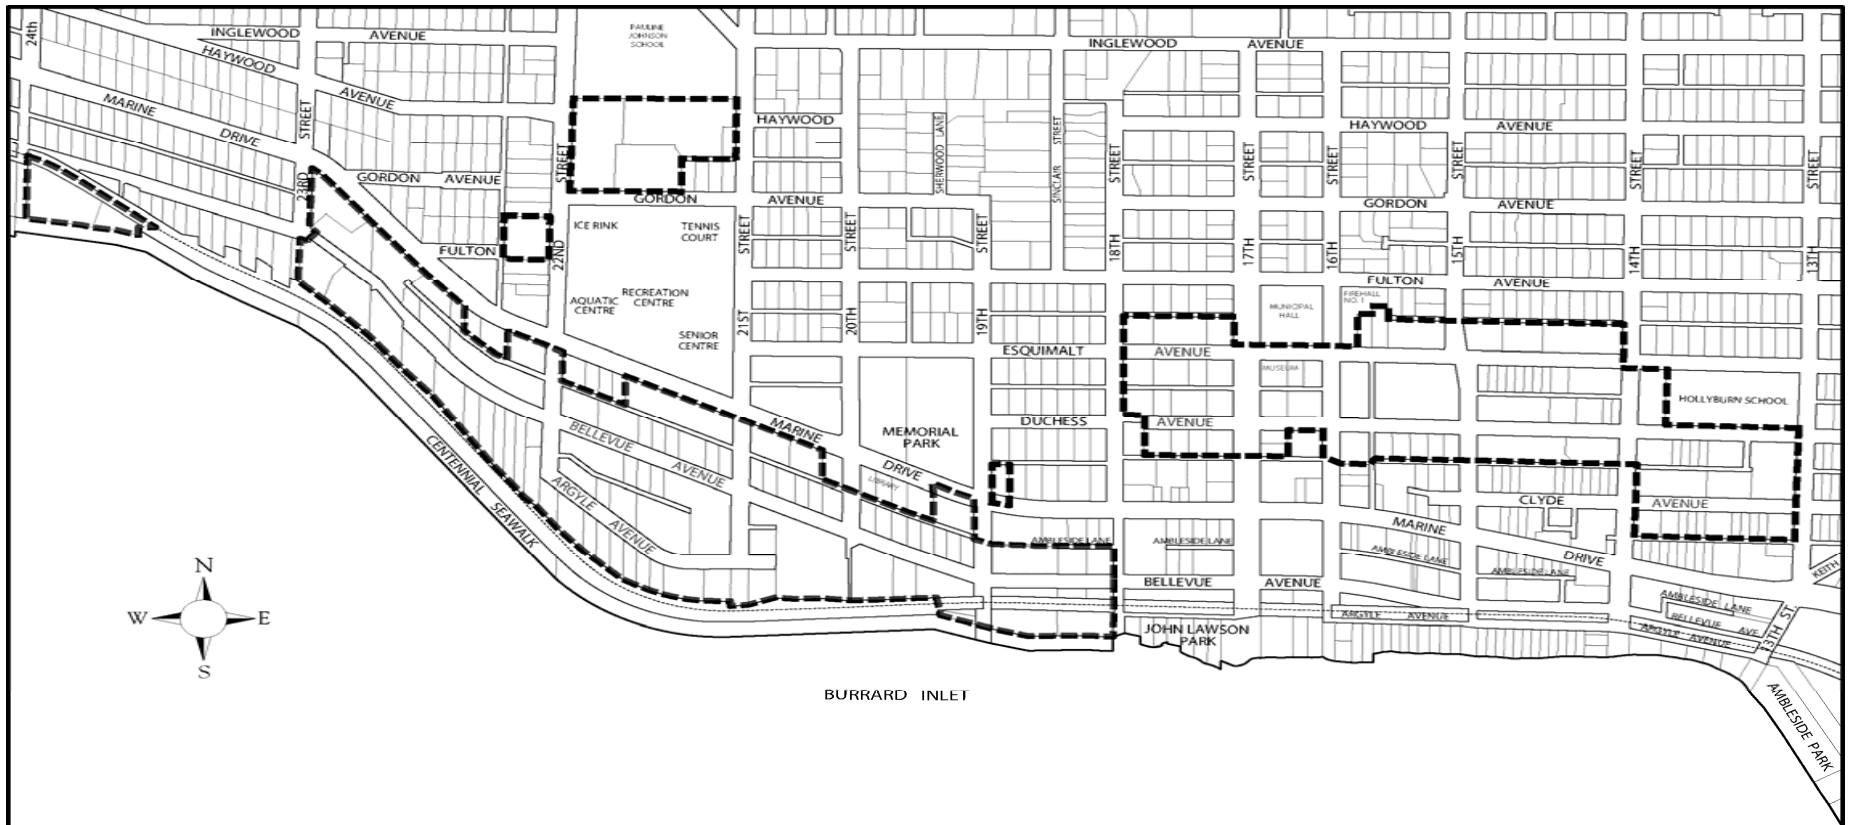 24th
INGLEWOOD AVENUE
HAYWOOD
AVENUE
PAULINE
JOHNSON
SCHOOL
INGLEWOOD AVENUE
MARINE
DRIVE
STREET
23RD
GORDON AVENUE
FULTON
STREET
22ND
HAYWOOD
GORDON AVENUE
ICE RINK
TENNIS
COURT
AQUATIC
CENTRE
RECREATION
CENTRE
SENIOR
CENTRE
STREET
21ST
STREET
20TH
SHERWOOD LANE
STREET
19TH
STREET
SINCLAIR
STREET
18TH
STREET
17TH
STREET
16TH
STREET
15TH
STREET
14TH
STREET
13TH
HAYWOOD AVENUE
GORDON AVENUE
FULTON AVENUE
MUNICIPAL
HALL
FIREHALL
NO. 1
ESQUIMALT AVENUE
MUSEUM
HOLLYBURN SCHOOL
DUCHESS AVENUE
MEMORIAL
PARK
MARINE
DRIVE
LIBRARY
BELLEVUE
AVENUE
ARGYLE
AVENUE
CENTENNIAL
SEAWALK
CLYDE AVENUE
MARINE
DRIVE
AMBLESIDE LANE
AMBLESIDE LANE
AMBLESIDE LANE
AMBLESIDE LANE
KEITH
BELLEVUE AVENUE
AMBLESIDE LANE
BELLEVUE AVE
ARGYLE AVENUE
ARGYLE AVENUE
13TH ST
JOHN LAWSON
PARK
AMBLESIDE PARK
N
W E
S
BURRARD INLET